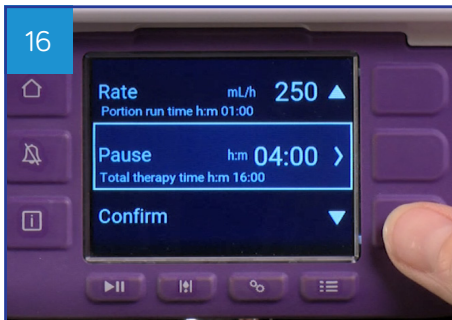 16
Rate mL/h 250
Portion run time h:m 01:00
Pause h:m 04:00
Total therapy time h:m 16:00
Confirm